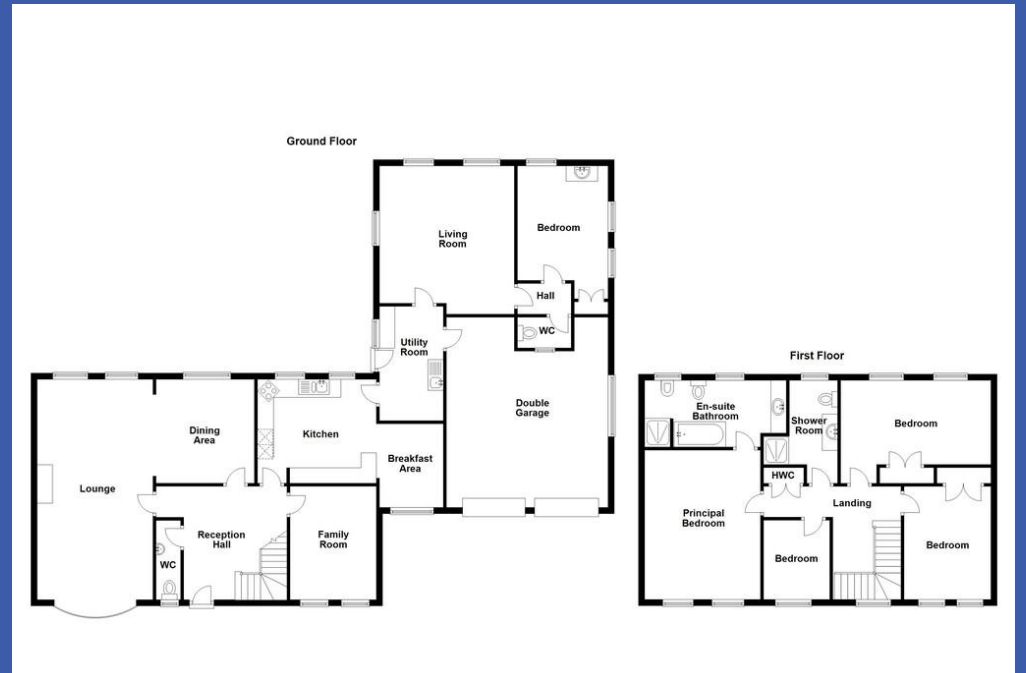 Ground Floor
Living
Room
Bedroom
Hall
WC
Utility
Room
Double
Garage
Dining
Area
Kitchen
Breakfast
Area
Lounge
Reception
Hall
Family
Room
WC
First Floor
En-suite
Bathroom
Shower
Room
Bedroom
HWC
Landing
Principal
Bedroom
Bedroom
Bedroom